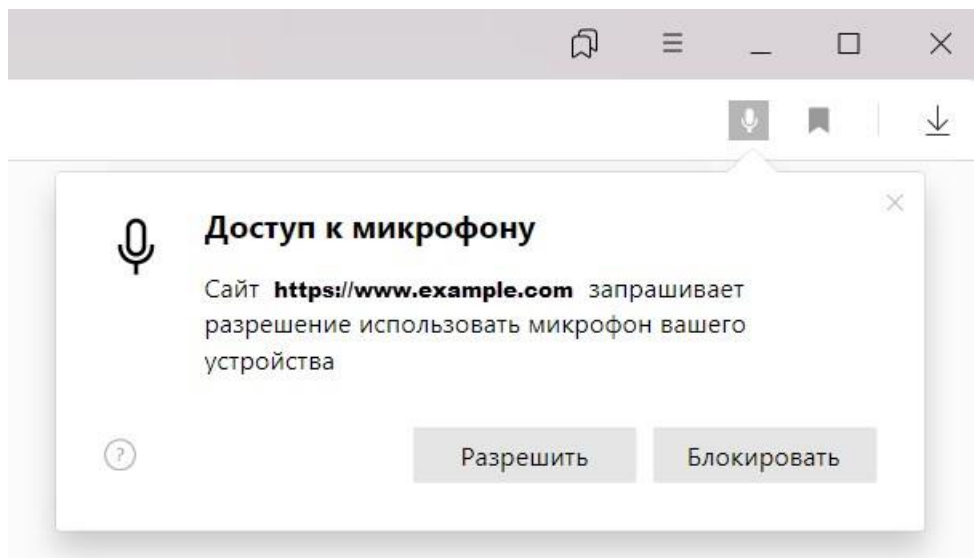 Доступ к микрофону
Сайт https://www.example.com запрашивает
разрешение использовать микрофон вашего
устройства
?
Разрешить
Блокировать